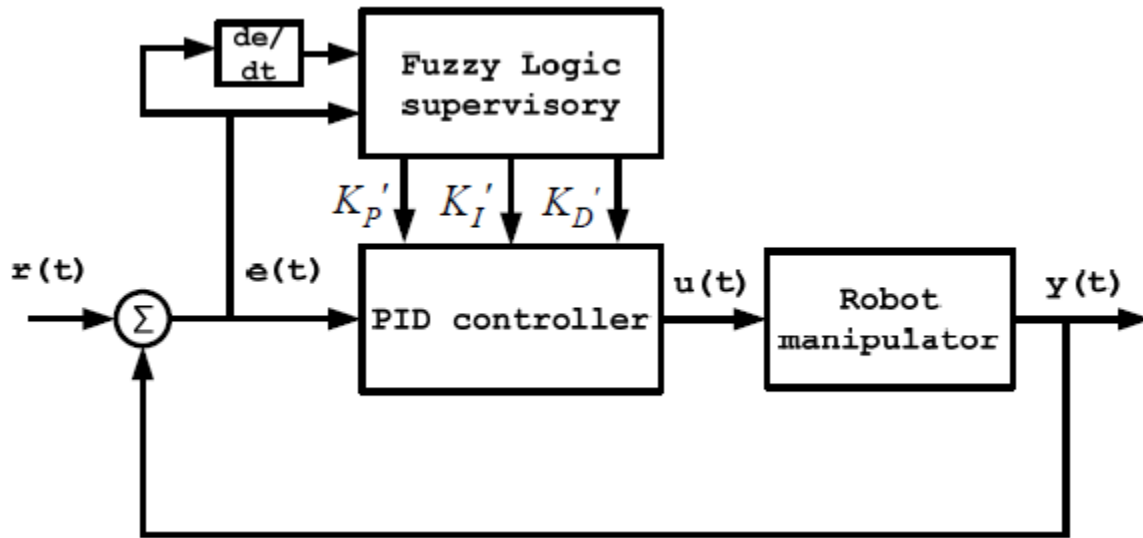 de/
dt
Fuzzy Logic
supervisory
K_P' K_I' K_D'
r(t) e(t) u(t) y(t)
Σ
PID controller
Robot
manipulator